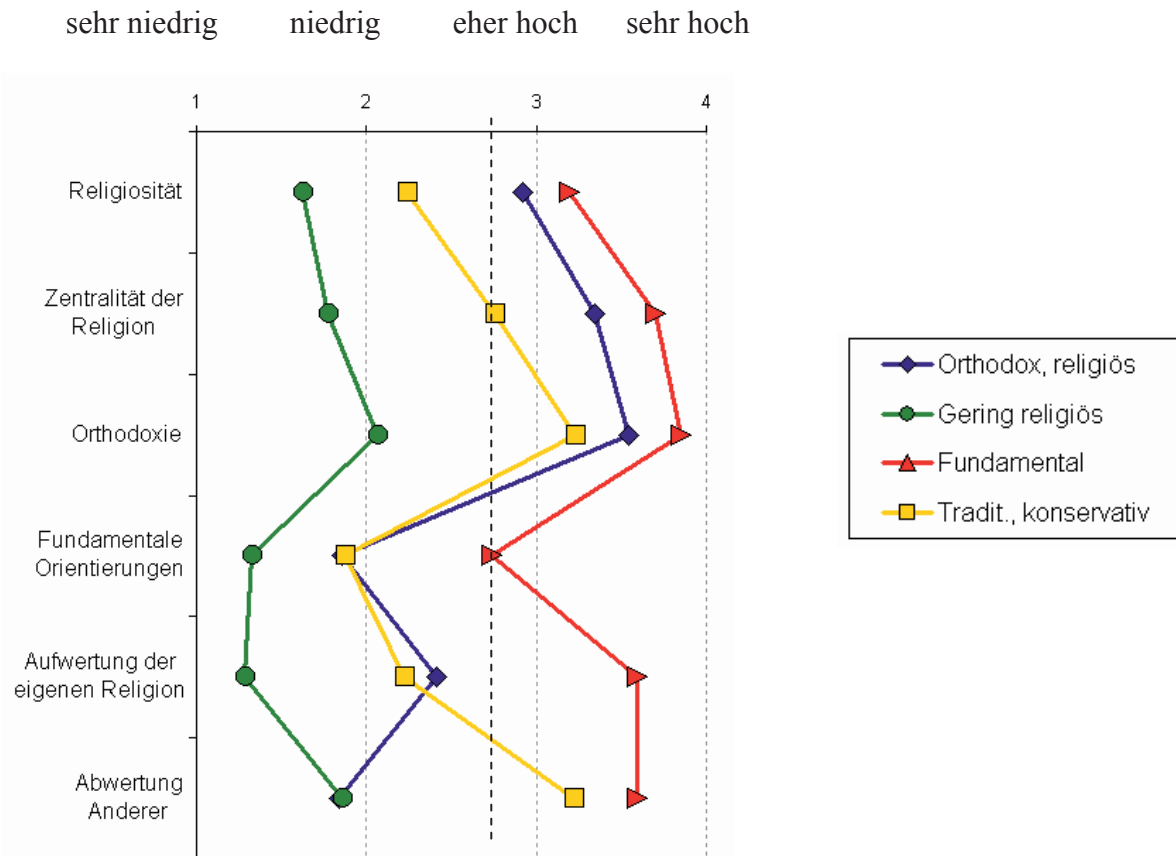 sehr niedrig niedrig eher hoch sehr hoch
1 2 3 4
Religiosität
Zentralität der
Religion
Orthodoxie
Fundamentale
Orientierungen
Aufwertung der
eigenen Religion
Abwertung
Anderer
Orthodox, religiös
Gering religiös
Fundamental
Tradit., konservativ